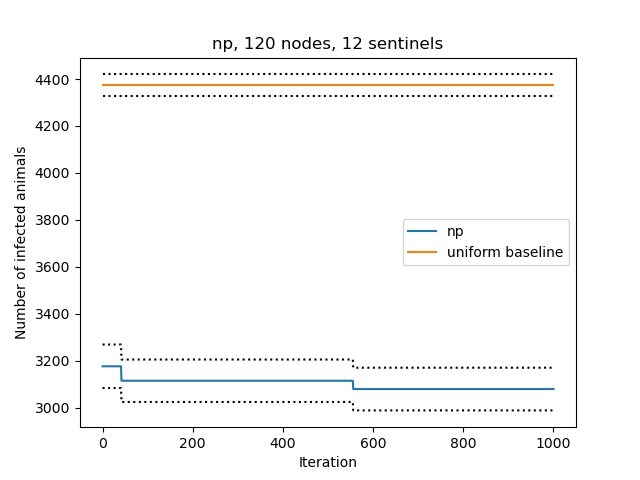 np, 120 nodes, 12 sentinels
4400
4200
4000
3800
3600
3400
3200
3000
Number of infected animals
np
uniform baseline
0
200
400
600
800
1000
Iteration